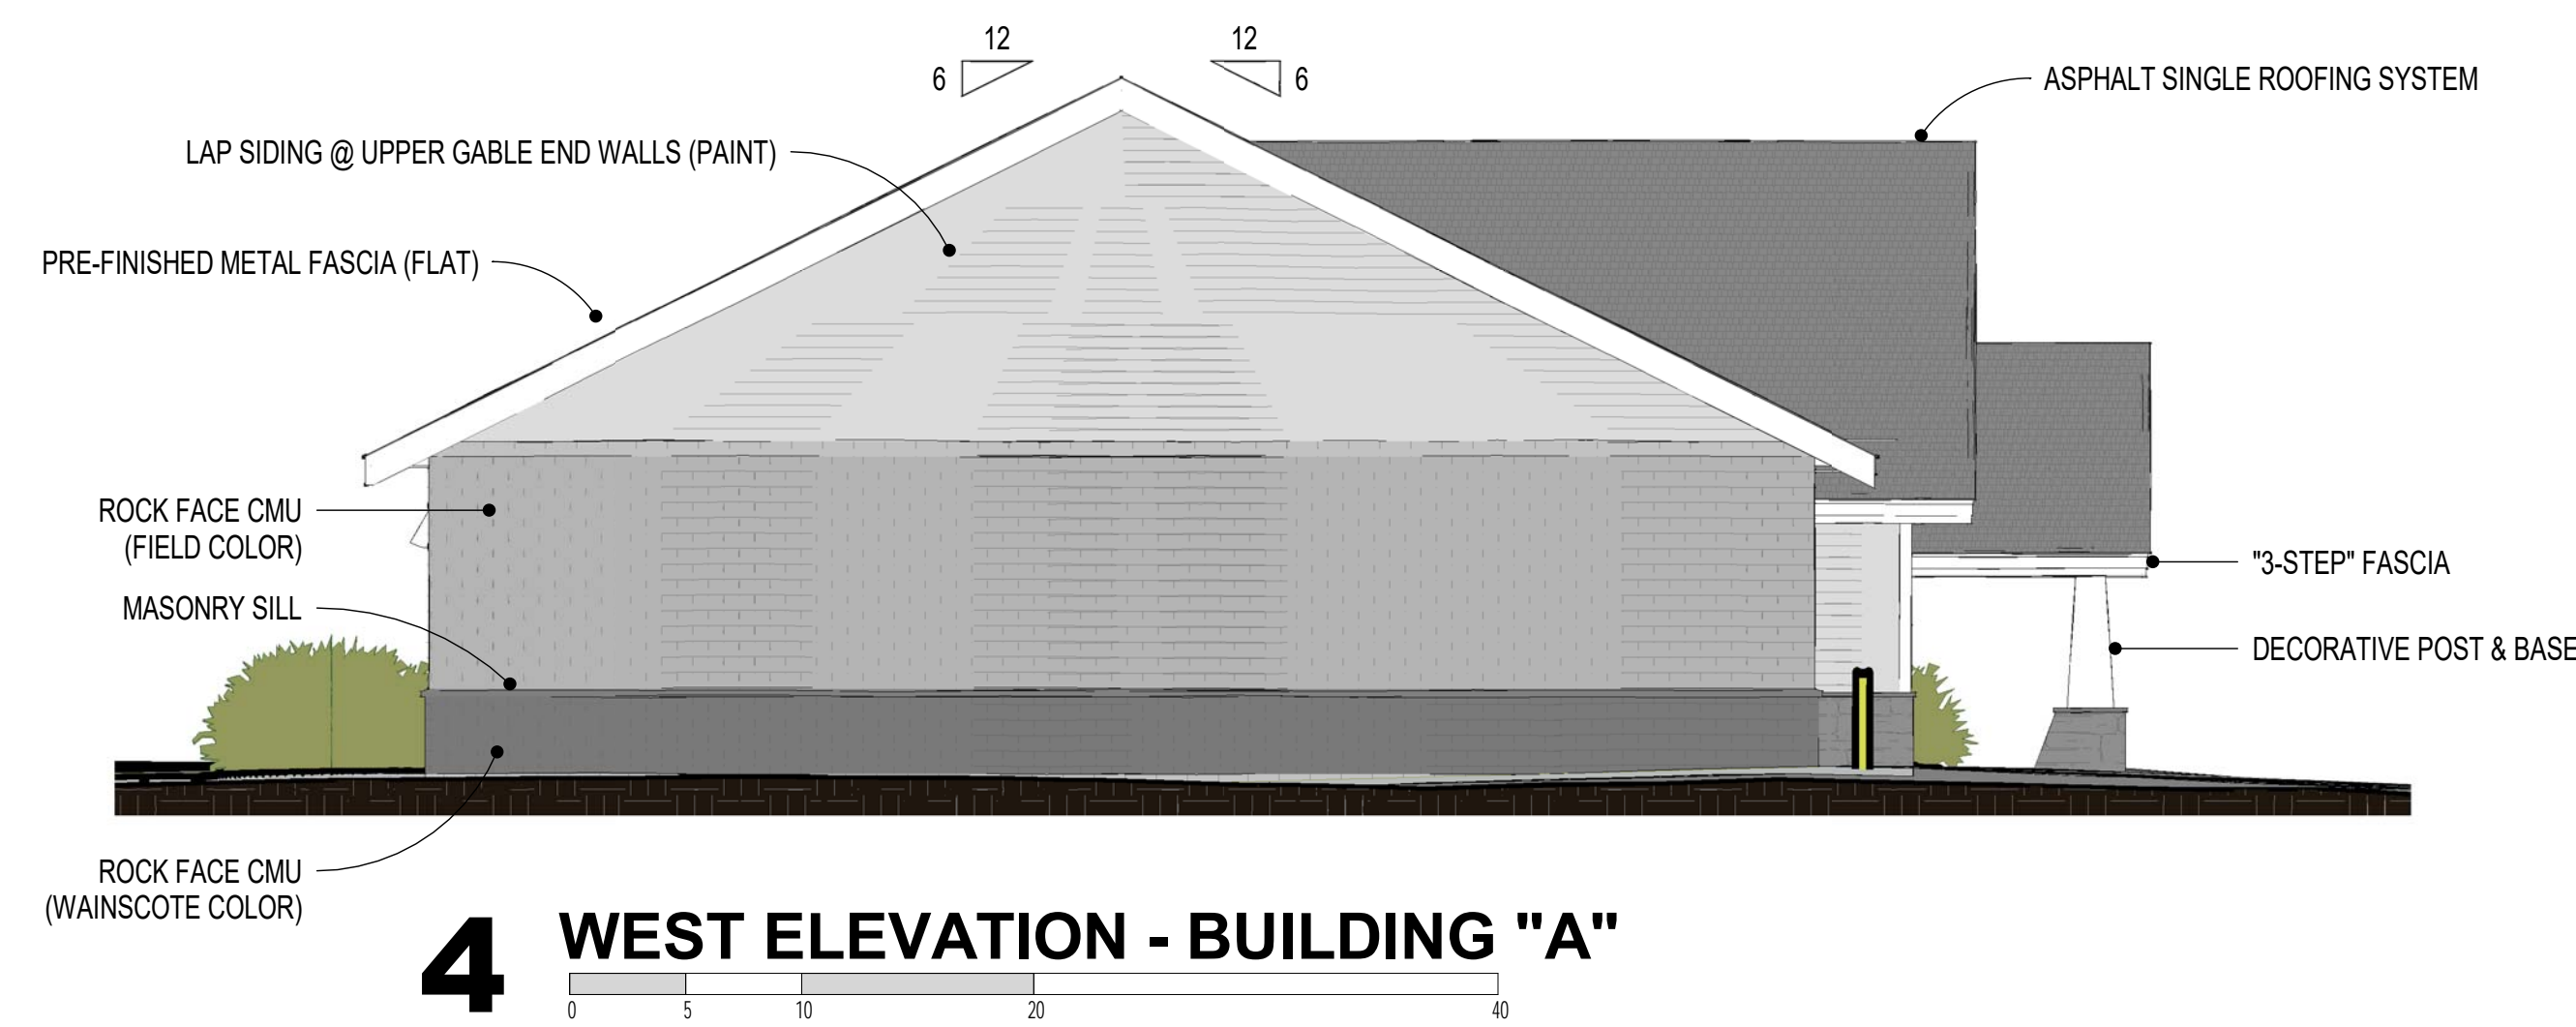 12
12
6
6
ASPHALT SINGLE ROOFING SYSTEM
LAP SIDING @ UPPER GABLE END WALLS (PAINT)
PRE-FINISHED METAL FASCIA (FLAT)
ROCK FACE CMU
(FIELD COLOR)
"3-STEP" FASCIA
MASONRY SILL
DECORATIVE POST & BASE
ROCK FACE CMU
(WAINSCOTE COLOR)
4 WEST ELEVATION - BUILDING "A"
0 5 10 20 40